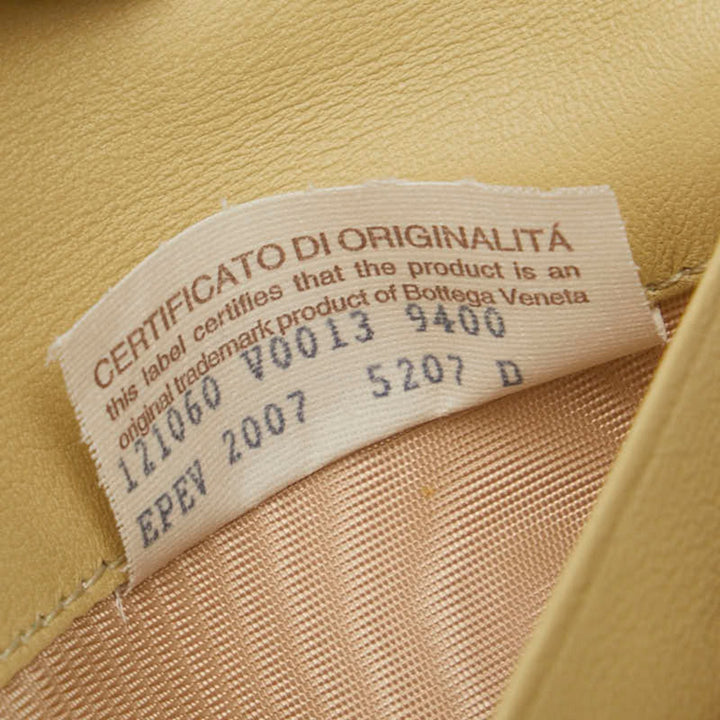 CERTIFICATO DI ORIGINALITÁ
this label certifies that the product is an
original trademark product of Bottega Veneta
121060 V0013 9400
EPEV 2007 5207 D